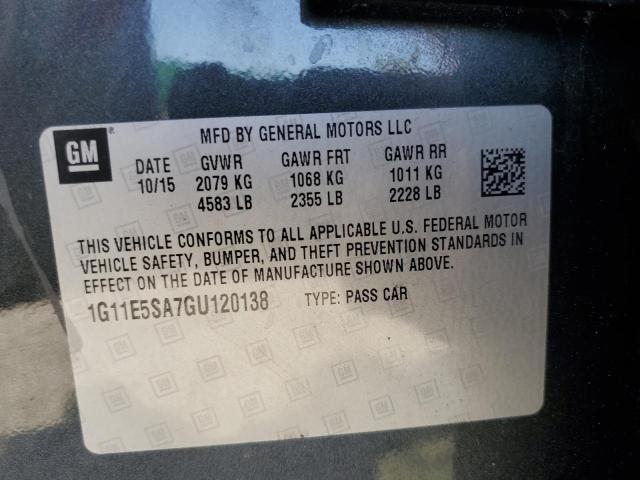 GM
®
MFD BY GENERAL MOTORS LLC
DATE GVWR GAWR FRT GAWR RR
10/15 2079 KG 1068 KG 1011 KG
4583 LB 2355 LB 2228 LB
THIS VEHICLE CONFORMS TO ALL APPLICABLE U.S. FEDERAL MOTOR
VEHICLE SAFETY, BUMPER, AND THEFT PREVENTION STANDARDS IN
EFFECT ON THE DATE OF MANUFACTURE SHOWN ABOVE.
1G11E5SA7GU120138 TYPE: PASS CAR